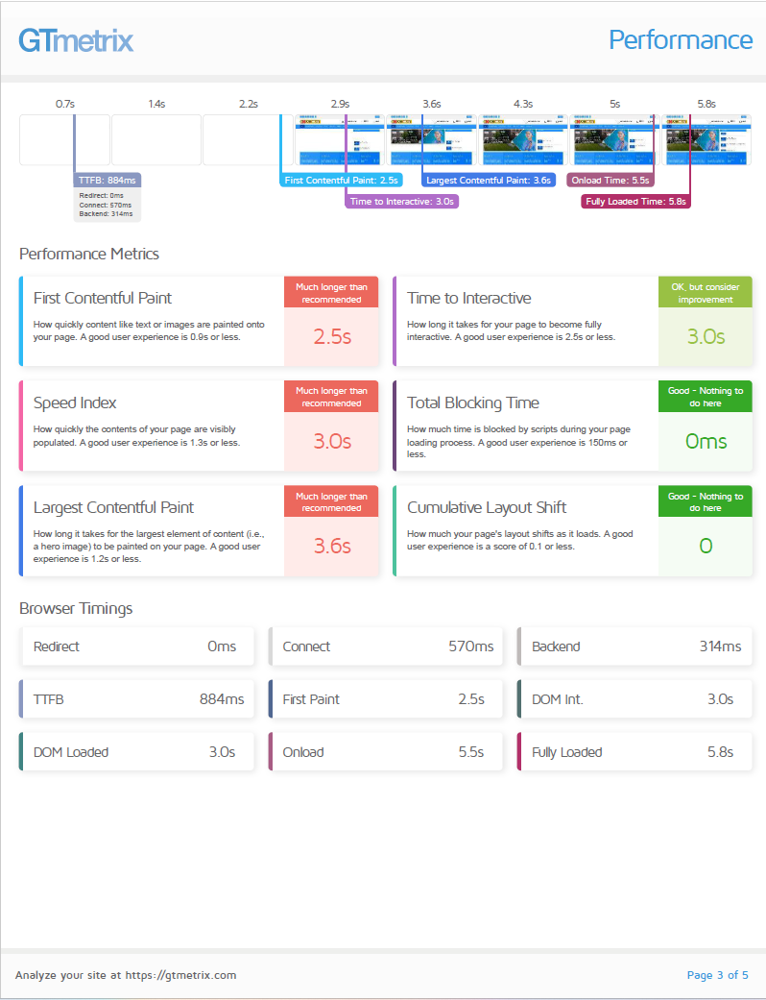 GTmetrix
Performance
0.7s 1.4s 2.2s 2.9s 3.6s 4.3s 5s 5.8s
TTFB: 884ms
Redirect: 0ms
Connect: 570ms
Backend: 314ms
First Contentful Paint: 2.5s
Largest Contentful Paint: 3.6s
Onload Time: 5.5s
Time to Interactive: 3.0s
Fully Loaded Time: 5.8s
Performance Metrics
First Contentful Paint
How quickly content like text or images are painted onto
your page. A good user experience is 0.9s or less.
Much longer than
recommended
2.5s
Time to Interactive
How long it takes for your page to become fully
interactive. A good user experience is 2.5s or less.
OK, but consider
improvement
3.0s
Speed Index
How quickly the contents of your page are visibly
populated. A good user experience is 1.3s or less.
Much longer than
recommended
3.0s
Total Blocking Time
How much time is blocked by scripts during your page
loading process. A good user experience is 150ms or
less.
Good - Nothing to
do here
0ms
Largest Contentful Paint
How long it takes for the largest element of content (i.e.,
a hero image) to be painted on your page. A good user
experience is 1.2s or less.
Much longer than
recommended
3.6s
Cumulative Layout Shift
How much your page's layout shifts as it loads. A good
user experience is a score of 0.1 or less.
Good - Nothing to
do here
0
Browser Timings
Redirect 0ms
Connect 570ms
Backend 314ms
TTFB 884ms
First Paint 2.5s
DOM Int. 3.0s
DOM Loaded 3.0s
Onload 5.5s
Fully Loaded 5.8s
Analyze your site at https://gtmetrix.com
Page 3 of 5